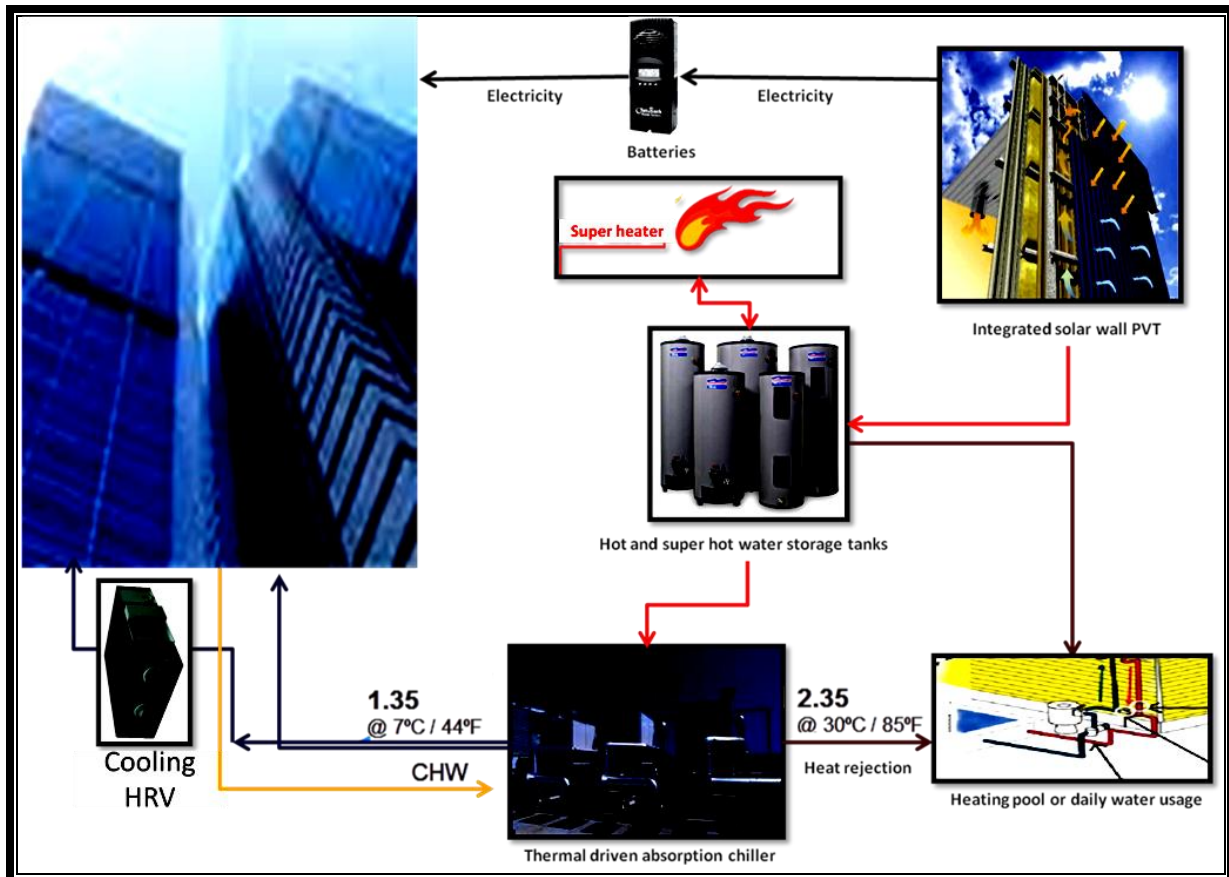 Electricity
Electricity
Batteries
Super heater
Integrated solar wall PVT
Hot and super hot water storage tanks
1.35
@ 7ºC / 44ºF
2.35
@ 30ºC / 85ºF
CHW
Heat rejection
Cooling
HRV
Heating pool or daily water usage
Thermal driven absorption chiller